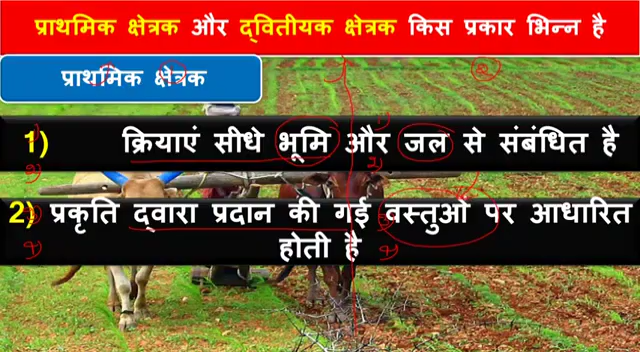 प्राथमिक क्षेत्रक और द्वितीयक क्षेत्रक किस प्रकार भिन्न है
प्राथमिक क्षेत्रक
1) क्रियाएं सीधे भूमि और जल से संबंधित है
2) प्रकृति द्वारा प्रदान की गई वस्तुओं पर आधारित
होती है